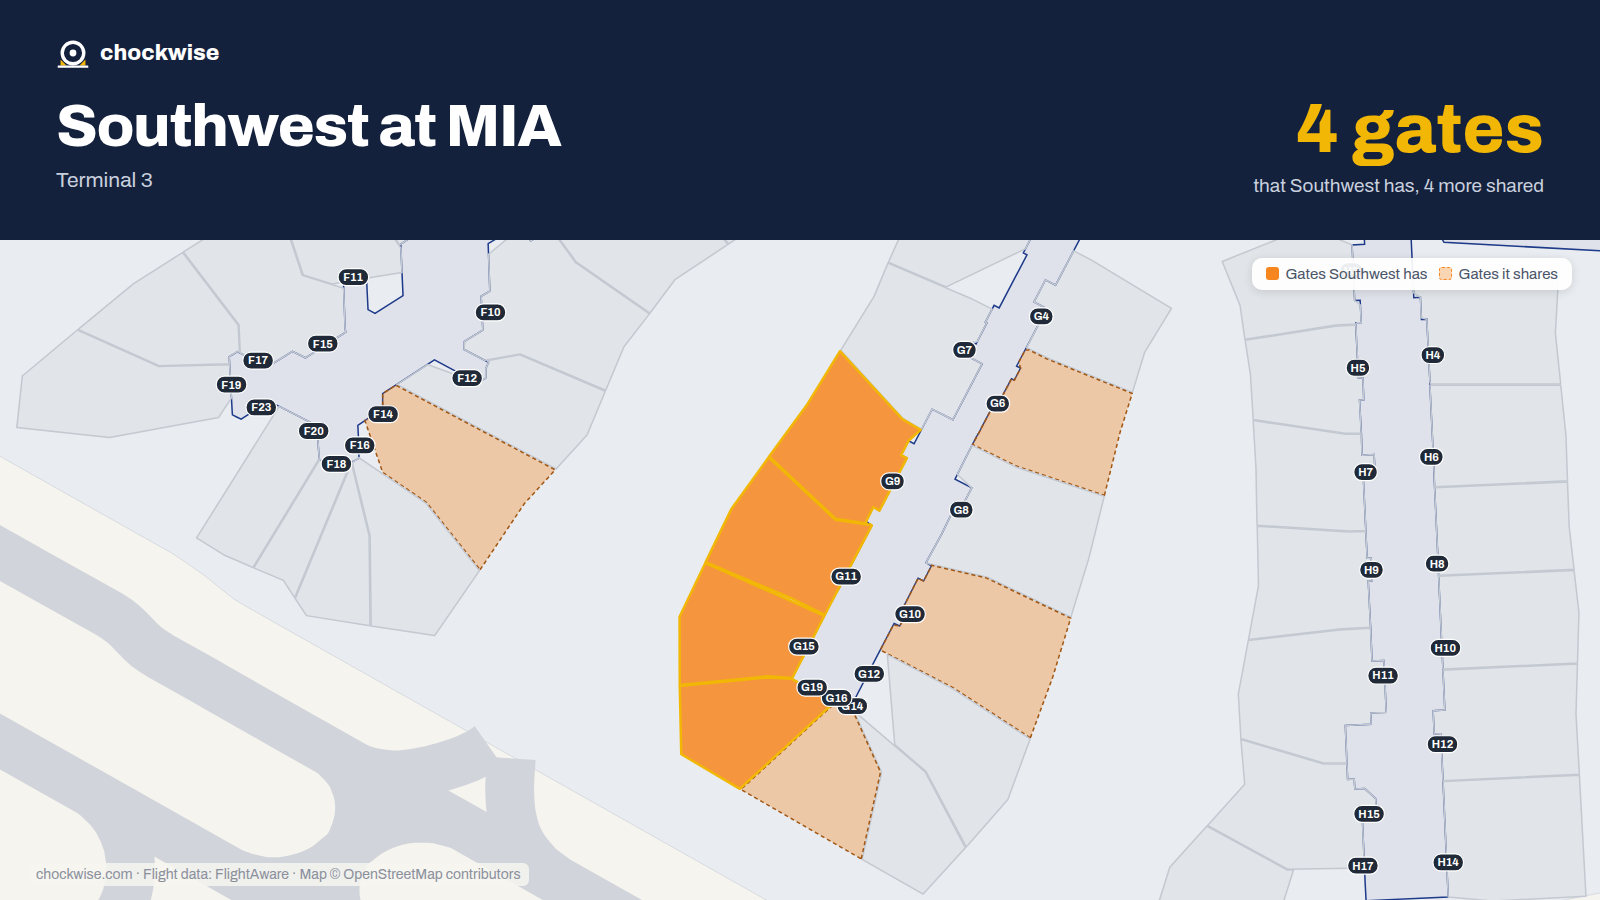 chockwise
Southwest at MIA
Terminal 3
4 gates
that Southwest has, 4 more shared
Gates Southwest has
Gates it shares
F11
F10
F15
F17
F19
F12
F23
F14
F20
F16
F18
G4
G7
G6
G9
G8
G11
G10
G15
G12
G19
G16
G14
H4
H5
H6
H7
H8
H9
H10
H11
H12
H15
H14
H17
chockwise.com · Flight data: FlightAware · Map © OpenStreetMap contributors